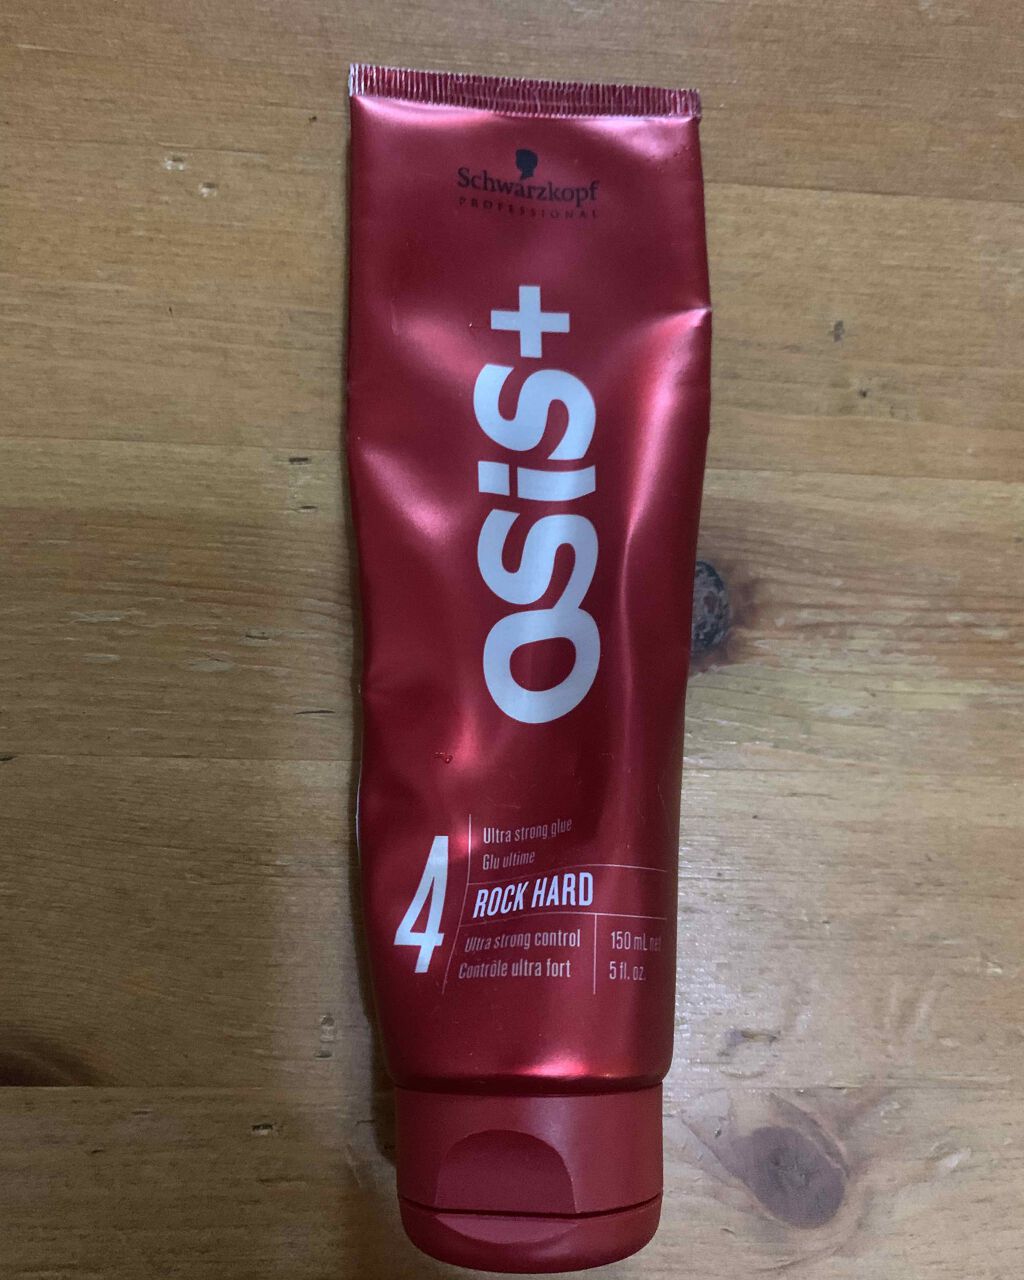 Schwarzkopf
PROFESSIONAL
OSiS+
4
Ultra strong glue
Glu ultime
ROCK HARD
Ultra strong control
Contrôle ultra fort
150 mL net
5 fl. oz.